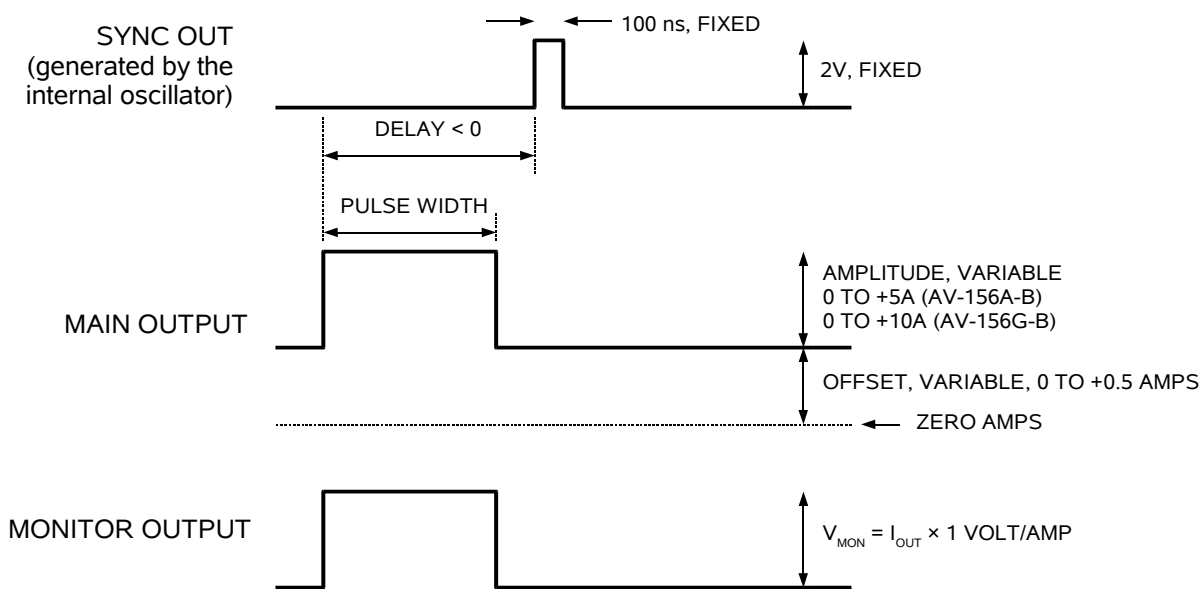 SYNC OUT
(generated by the
internal oscillator)
100 ns, FIXED
2V, FIXED
DELAY < 0
PULSE WIDTH
MAIN OUTPUT
AMPLITUDE, VARIABLE
0 TO +5A (AV-156A-B)
0 TO +10A (AV-156G-B)
OFFSET, VARIABLE, 0 TO +0.5 AMPS
ZERO AMPS
MONITOR OUTPUT
VMON = IOUT × 1 VOLT/AMP